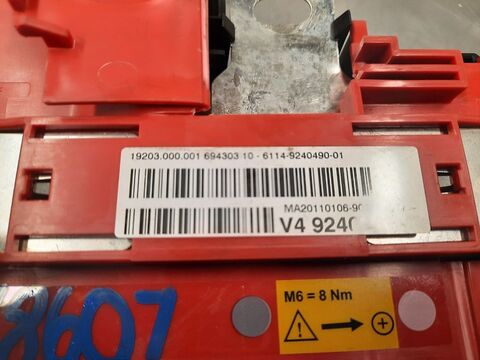 19203.000.001 694303 10 - 6114-9240490-01
MA20110106-90
V4 9240
M6 = 8 Nm
8607